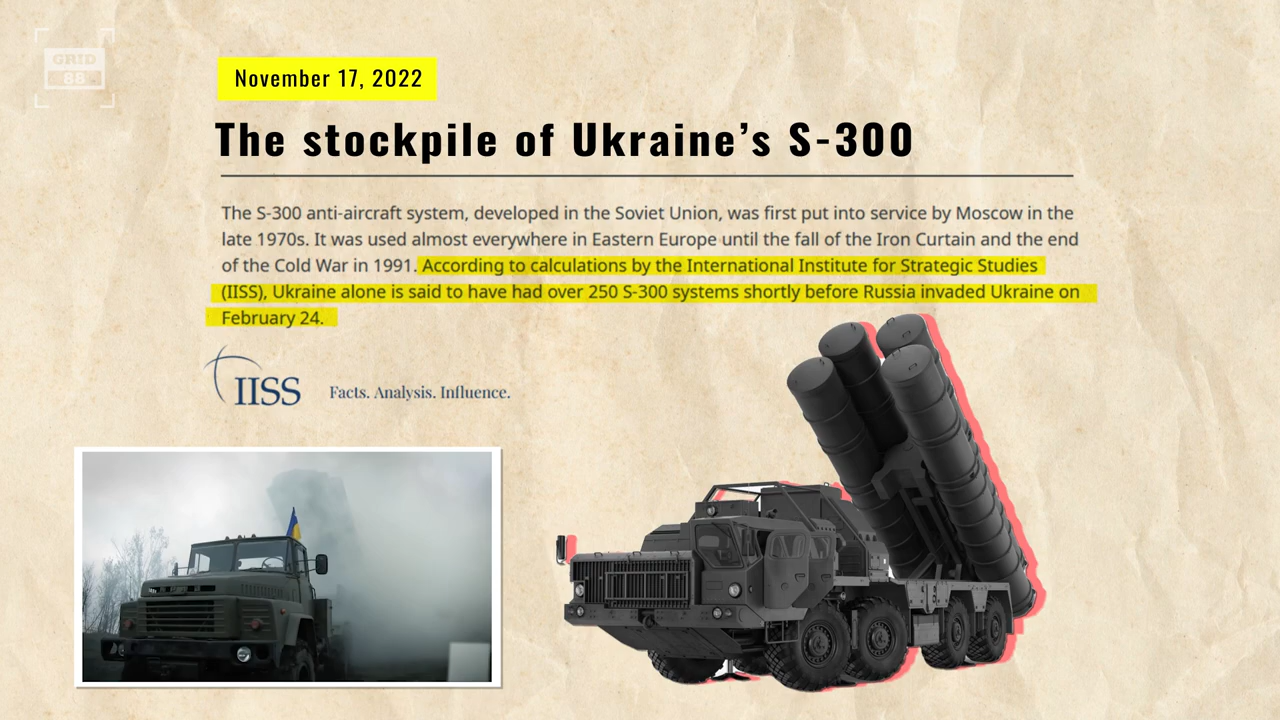 GRID
88
November 17, 2022
The stockpile of Ukraine’s S-300
The S-300 anti-aircraft system, developed in the Soviet Union, was first put into service by Moscow in the
late 1970s. It was used almost everywhere in Eastern Europe until the fall of the Iron Curtain and the end
of the Cold War in 1991. According to calculations by the International Institute for Strategic Studies
(IISS), Ukraine alone is said to have had over 250 S-300 systems shortly before Russia invaded Ukraine on
February 24.
IISS Facts. Analysis. Influence.